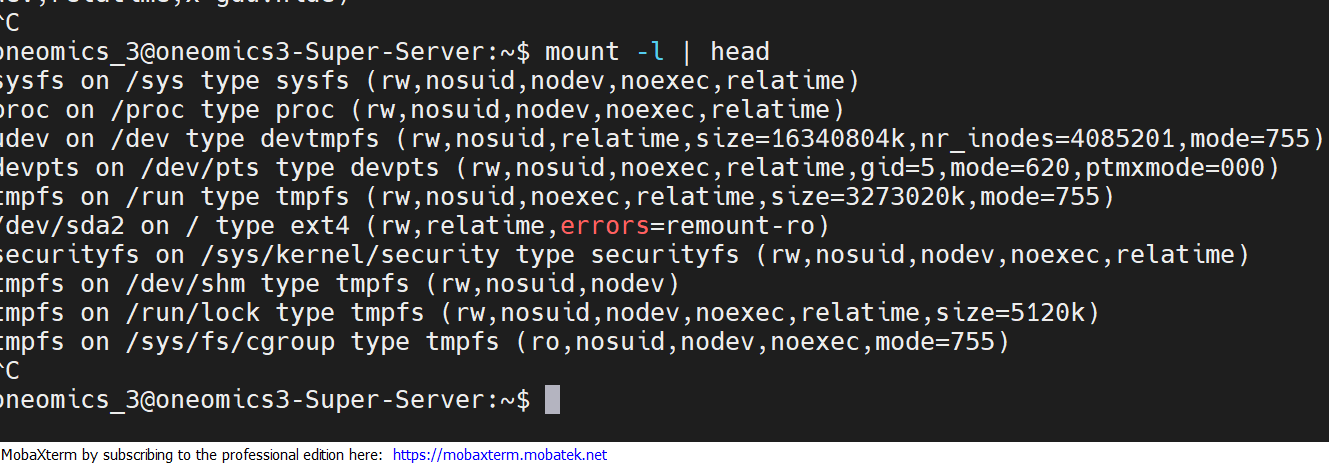 dev,relatime,x-gdu.hide)
^C
oneomics_3@oneomics3-Super-Server:~$ mount -l | head
sysfs on /sys type sysfs (rw,nosuid,nodev,noexec,relatime)
proc on /proc type proc (rw,nosuid,nodev,noexec,relatime)
udev on /dev type devtmpfs (rw,nosuid,relatime,size=16340804k,nr_inodes=4085201,mode=755)
devpts on /dev/pts type devpts (rw,nosuid,noexec,relatime,gid=5,mode=620,ptmxmode=000)
tmpfs on /run type tmpfs (rw,nosuid,noexec,relatime,size=3273020k,mode=755)
/dev/sda2 on / type ext4 (rw,relatime,errors=remount-ro)
securityfs on /sys/kernel/security type securityfs (rw,nosuid,nodev,noexec,relatime)
tmpfs on /dev/shm type tmpfs (rw,nosuid,nodev)
tmpfs on /run/lock type tmpfs (rw,nosuid,nodev,noexec,relatime,size=5120k)
tmpfs on /sys/fs/cgroup type tmpfs (ro,nosuid,nodev,noexec,mode=755)
^C
oneomics_3@oneomics3-Super-Server:~$
MobaXterm by subscribing to the professional edition here: https://mobaxterm.mobatek.net